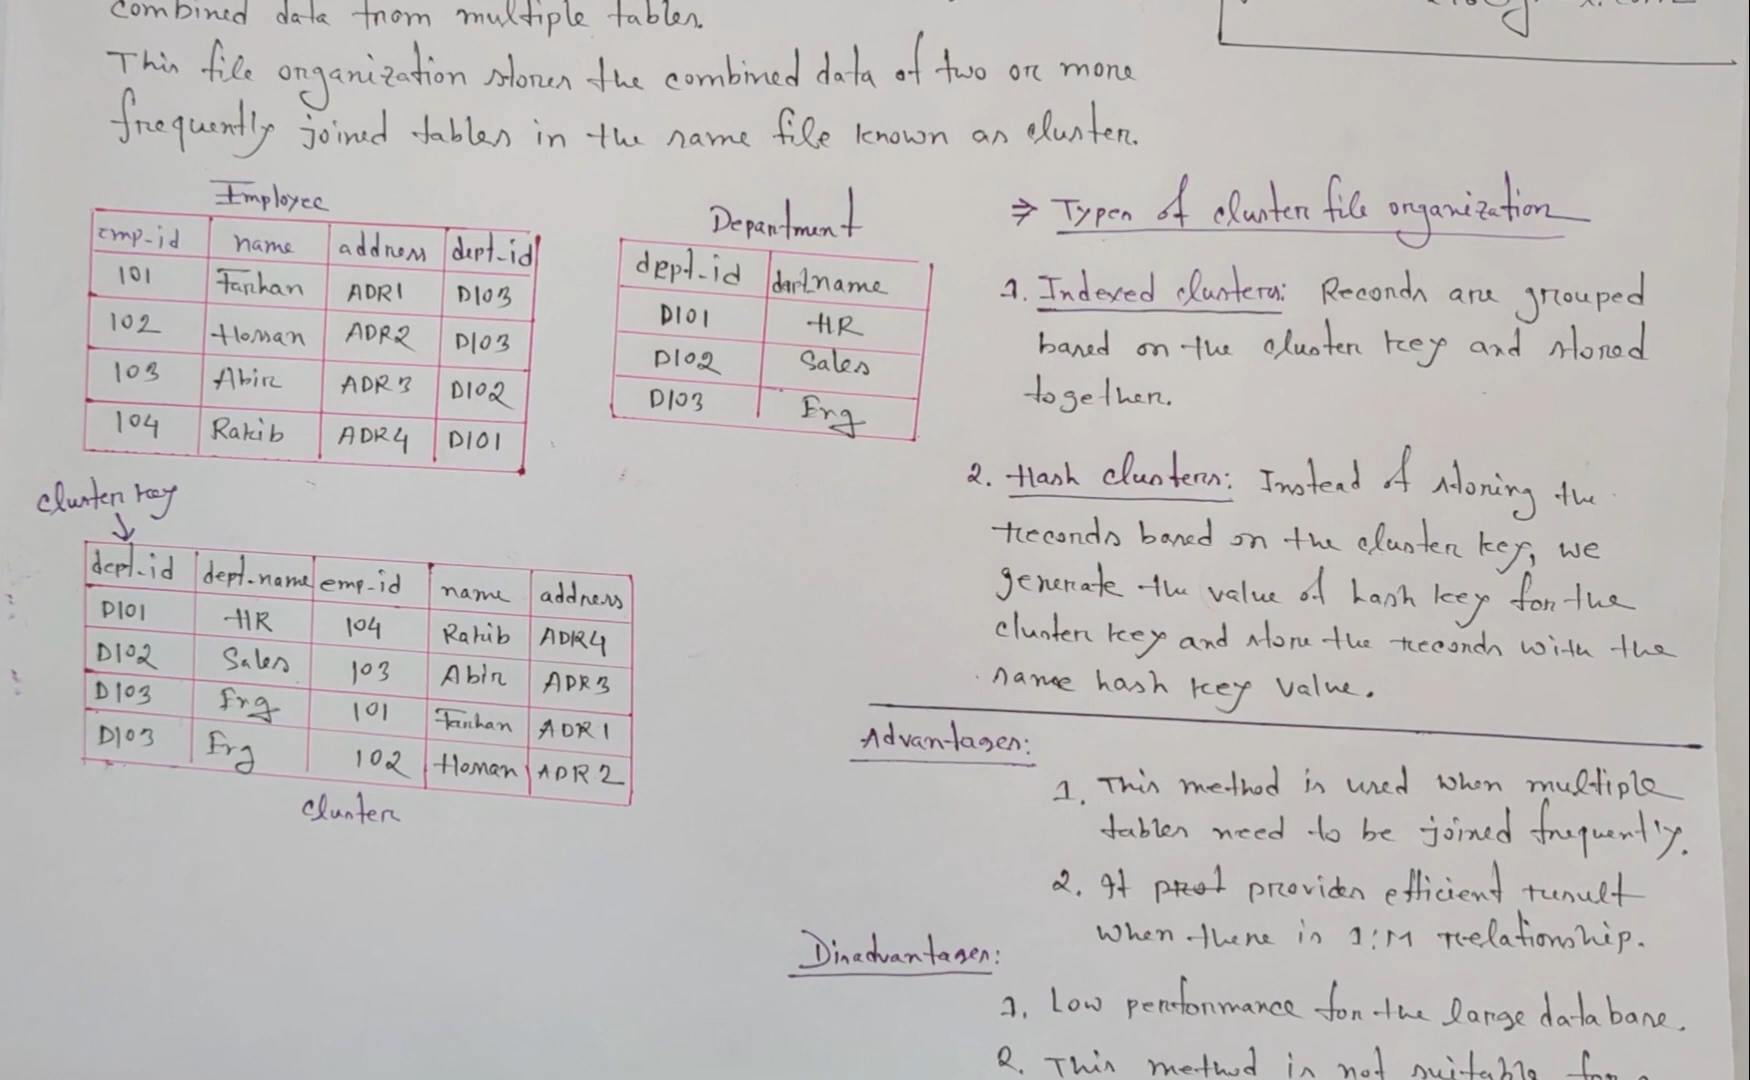 combined data from multiple tables.
This file organization stores the combined data of two or more
frequently joined tables in the same file known as cluster.
Employee
emp-id name address dept-id
101 Farhan ADR1 D103
102 Hossan ADR2 D103
103 Abir ADR3 D102
104 Rakib ADR4 D101
Department
dept-id deptname
D101 HR
D102 Sales
D103 Eng
cluster key
dept-id dept-name emp-id name address
D101 HR 104 Rakib ADR4
D102 Sales 103 Abir ADR3
D103 Eng 101 Farhan ADR1
D103 Eng 102 Hossan ADR2
cluster
⇒ Types of cluster file organization
1. Indexed clusters: Records are grouped
based on the cluster key and stored
together.
2. Hash clusters: Instead of storing the
records based on the cluster key, we
generate the value of hash key for the
cluster key and store the records with the
same hash key value.
Advantages:
1. This method is used when multiple
tables need to be joined frequently.
2. It provides efficient result
when there is 1:M relationship.
Disadvantages:
1. Low performance for the large database.
2. This method is not suitable for a